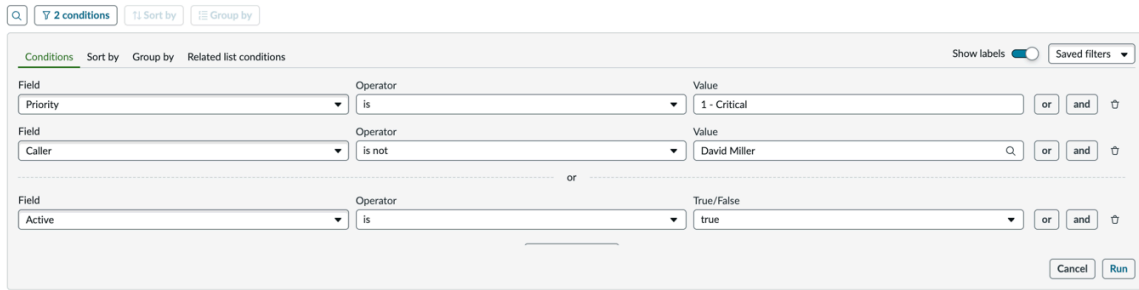 2 conditions Sort by Group by
Conditions Sort by Group by Related list conditions Show labels Saved filters
Field Operator Value
Priority is 1 - Critical or and
Field Operator Value
Caller is not David Miller or and
or
Field Operator True/False
Active is true or and
Cancel Run